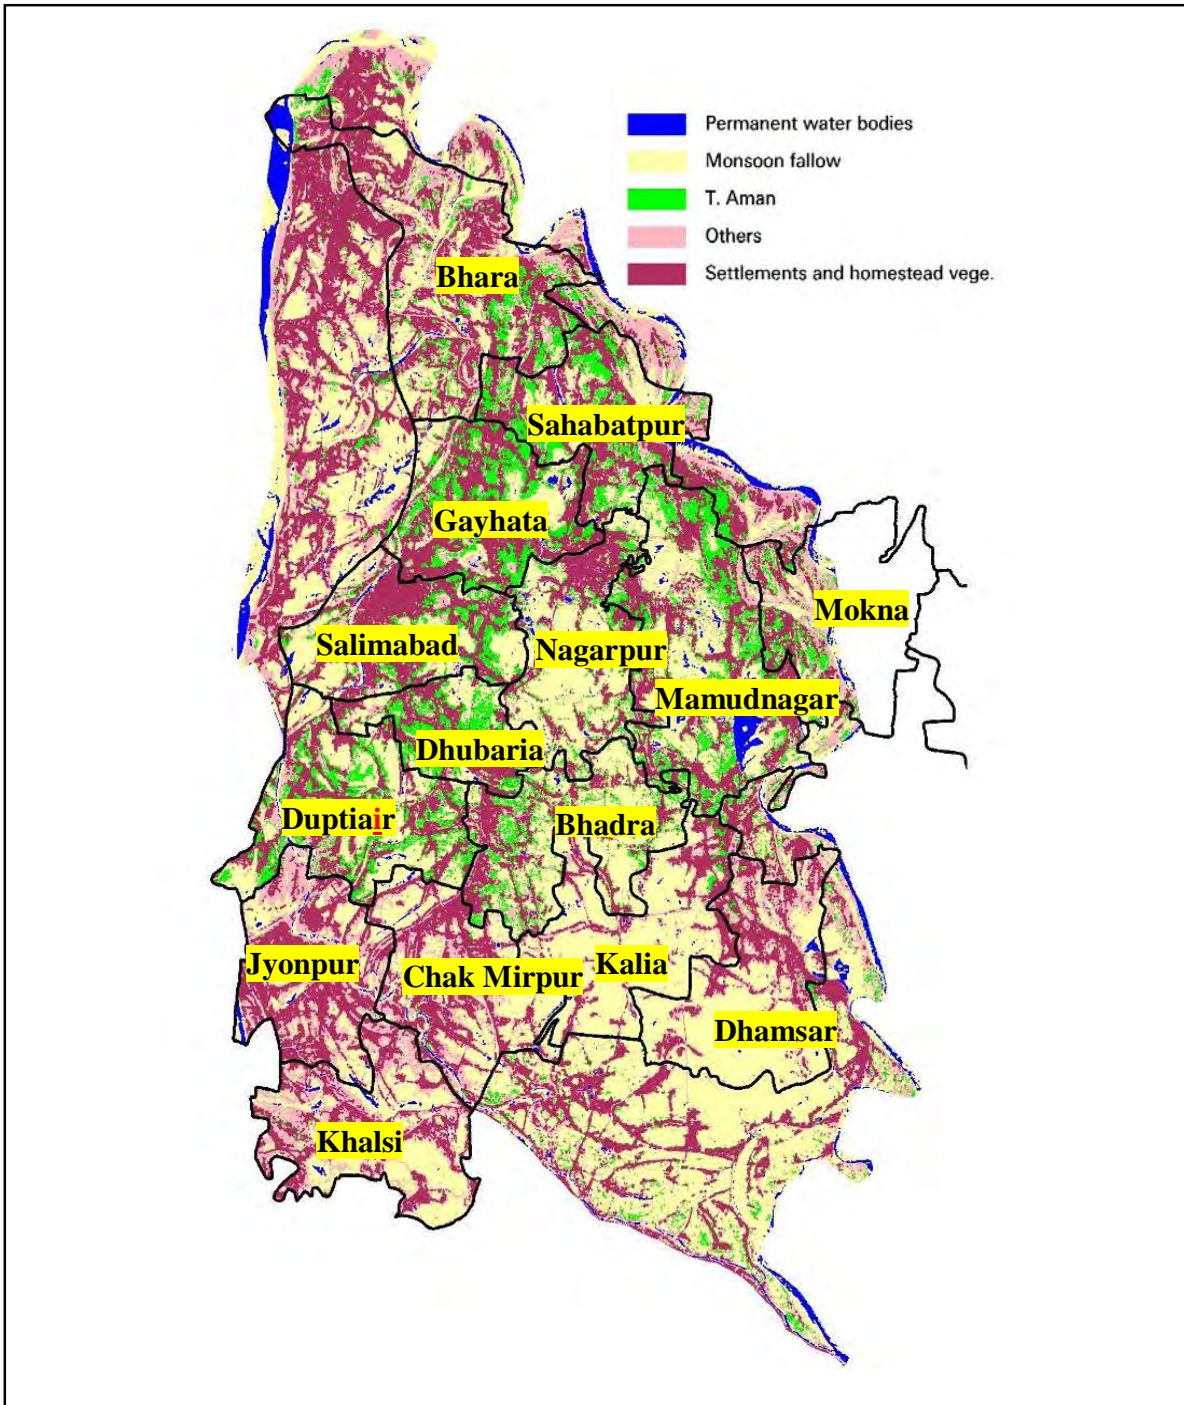 Permanent water bodies
Monsoon fallow
T. Aman
Others
Settlements and homestead vege.
Bhara
Sahabatpur
Gayhata
Mokna
Salimabad
Nagarpur
Mamudnagar
Dhubaria
Duptiair
Bhadra
Jyonpur
Chak Mirpur
Kalia
Dhamsar
Khalsi